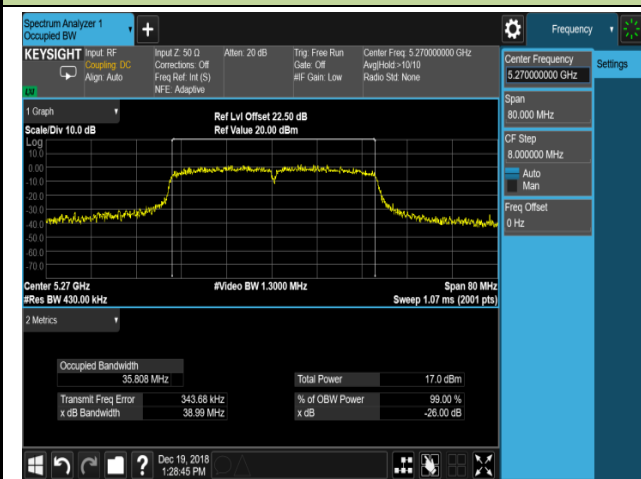 Spectrum Analyzer 1
Occupied BW
Frequency
KEYSIGHT
Input: RF
Coupling: DC
Align: Auto
Input Z: 50 Ω
Corrections: Off
Freq Ref: Int (S)
NFE: Adaptive
Atten: 20 dB
Trig: Free Run
Gate: Off
#IF Gain: Low
Center Freq: 5.270000000 GHz
Avg|Hold:>10/10
Radio Std: None
Center Frequency
5.270000000 GHz
Settings
Span
80.000 MHz
CF Step
8.000000 MHz
Auto
Man
Freq Offset
0 Hz
1 Graph
Scale/Div 10.0 dB
Ref Lvl Offset 22.50 dB
Ref Value 20.00 dBm
Log
10.0
0.00
-10.0
-20.0
-30.0
-40.0
-50.0
-60.0
-70.0
Center 5.27 GHz
#Res BW 430.00 kHz
#Video BW 1.3000 MHz
Span 80 MHz
Sweep 1.07 ms (2001 pts)
2 Metrics
Occupied Bandwidth
35.808 MHz
Total Power 17.0 dBm
Transmit Freq Error 343.68 kHz
% of OBW Power 99.00 %
x dB Bandwidth 38.99 MHz
x dB -26.00 dB
?
Dec 19, 2018
1:28:45 PM